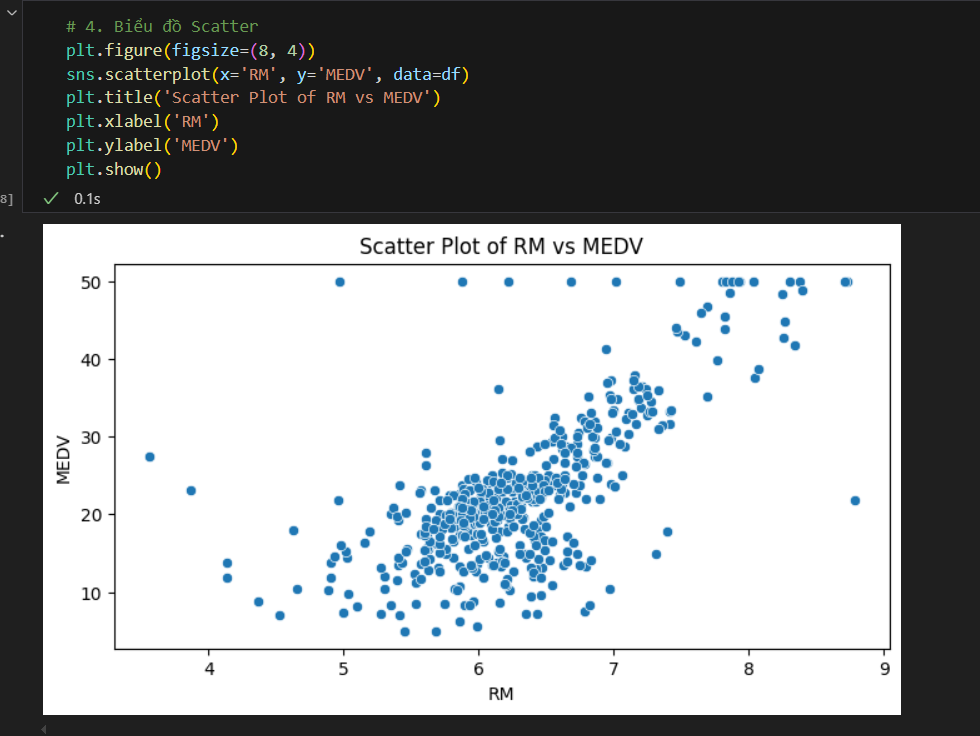 # 4. Biểu đồ Scatter
plt.figure(figsize=(8, 4))
sns.scatterplot(x='RM', y='MEDV', data=df)
plt.title('Scatter Plot of RM vs MEDV')
plt.xlabel('RM')
plt.ylabel('MEDV')
plt.show()
8]
0.1s
Scatter Plot of RM vs MEDV
50
40
30
20
10
MEDV
4 5 6 7 8 9
RM